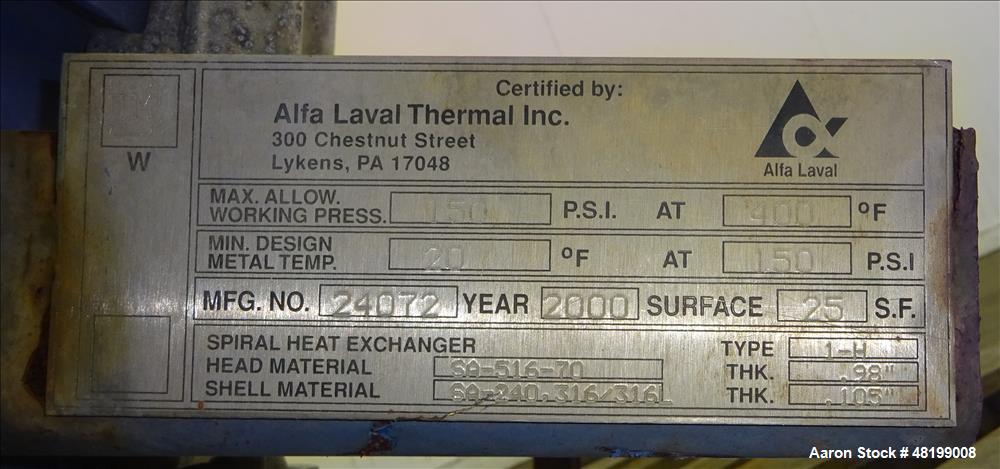 Certified by:
Alfa Laval Thermal Inc.
300 Chestnut Street
Lykens, PA 17048
Alfa Laval
W
MAX. ALLOW.
WORKING PRESS. 150 P.S.I. AT 400 °F
MIN. DESIGN
METAL TEMP. 20 °F AT 150 P.S.I
MFG. NO. 24072 YEAR 2000 SURFACE 25 S.F.
SPIRAL HEAT EXCHANGER TYPE 1-H
HEAD MATERIAL SA-516-70 THK. .98"
SHELL MATERIAL SA-240,316/316L THK. .105"
Aaron Stock # 48199008